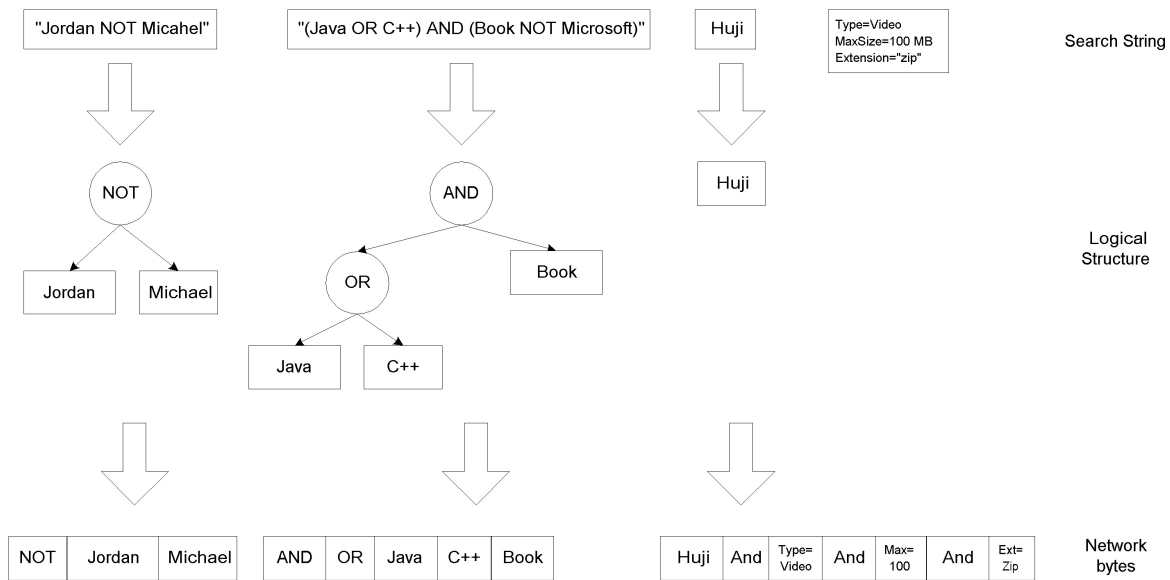 "Jordan NOT Micahel"
"(Java OR C++) AND (Book NOT Microsoft)"
Huji
Type=Video
MaxSize=100 MB
Extension="zip"
Search String
NOT
Jordan
Michael
AND
OR
Book
Java
C++
Huji
Logical
Structure
NOT
Jordan
Michael
AND
OR
Java
C++
Book
Huji
And
Type=
Video
And
Max=
100
And
Ext=
Zip
Network
bytes